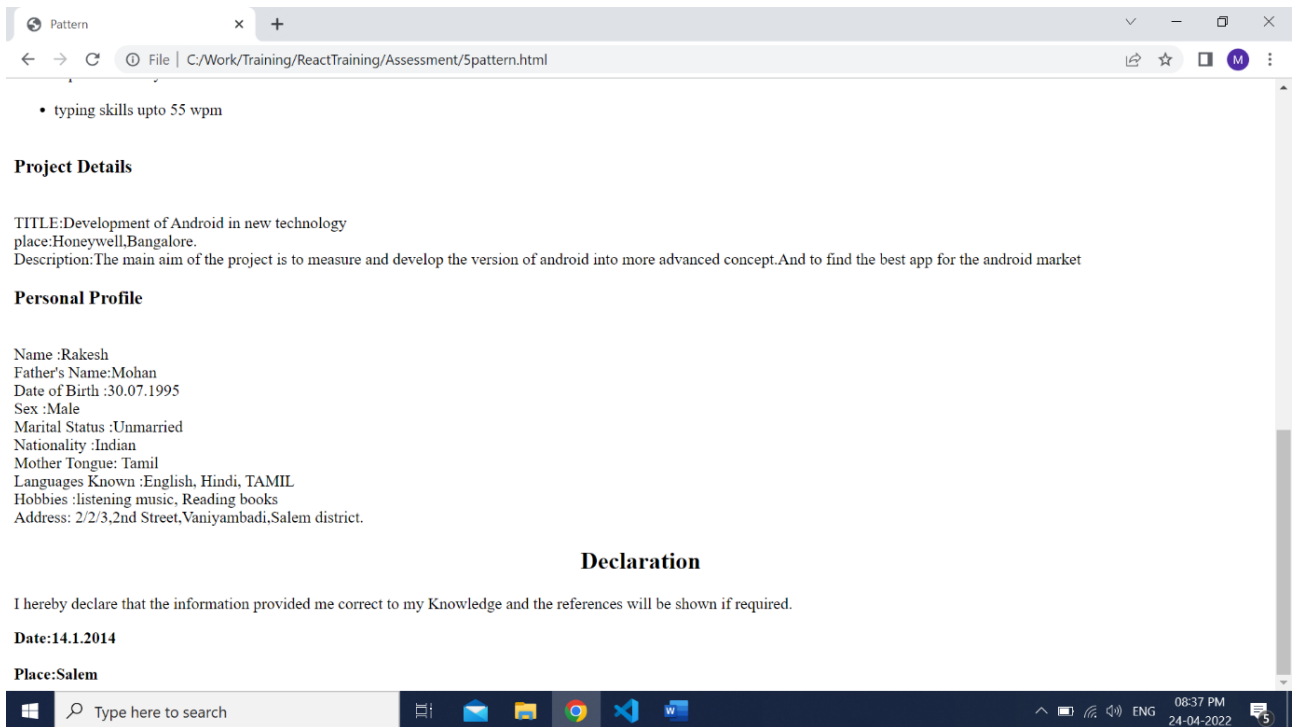 Pattern
File C:/Work/Training/ReactTraining/Assessment/5pattern.html
M
• typing skills upto 55 wpm
Project Details
TITLE:Development of Android in new technology
place:Honeywell,Bangalore.
Description:The main aim of the project is to measure and develop the version of android into more advanced concept.And to find the best app for the android market
Personal Profile
Name :Rakesh
Father's Name:Mohan
Date of Birth :30.07.1995
Sex :Male
Marital Status :Unmarried
Nationality :Indian
Mother Tongue: Tamil
Languages Known :English, Hindi, TAMIL
Hobbies :listening music, Reading books
Address: 2/2/3,2nd Street,Vaniyambadi,Salem district.
Declaration
I hereby declare that the information provided me correct to my Knowledge and the references will be shown if required.
Date:14.1.2014
Place:Salem
Type here to search
W
ENG
08:37 PM
24-04-2022
5